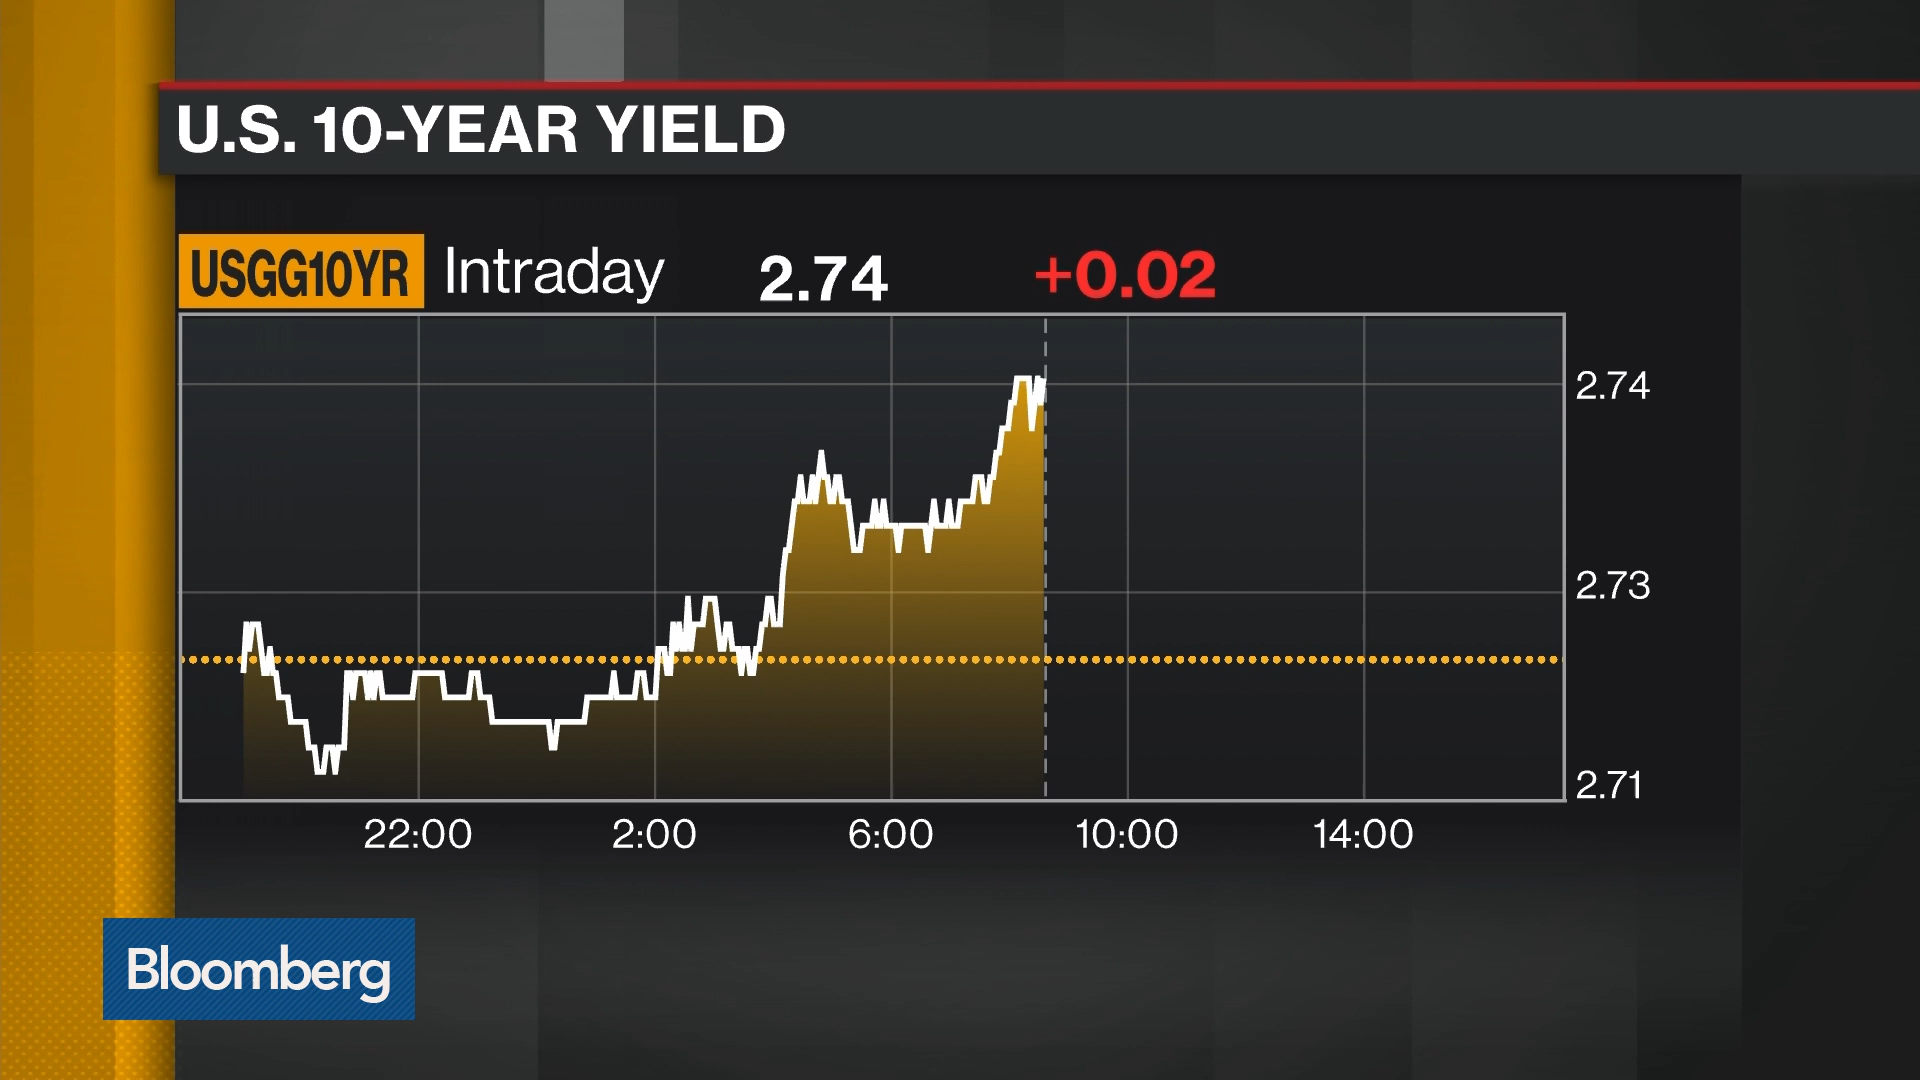 U.S. 10-YEAR YIELD
USGG10YR Intraday 2.74 +0.02
2.74
2.73
2.71
22:00 2:00 6:00 10:00 14:00
Bloomberg